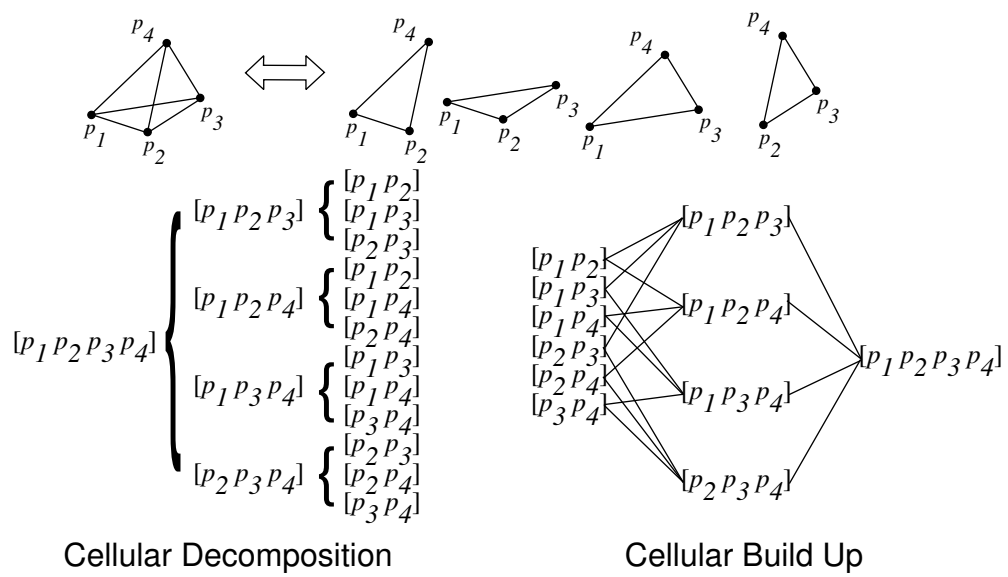 p4
p1
p2
p3
p4
p1
p2
p1
p2
p3
p4
p1
p3
p4
p2
p3
[p1 p2 p3 p4]
[p1 p2 p3]
[p1 p2]
[p1 p3]
[p2 p3]
[p1 p2 p4]
[p1 p2]
[p1 p4]
[p2 p4]
[p1 p3 p4]
[p1 p3]
[p1 p4]
[p3 p4]
[p2 p3 p4]
[p2 p3]
[p2 p4]
[p3 p4]
Cellular Decomposition
[p1 p2]
[p1 p3]
[p1 p4]
[p2 p3]
[p2 p4]
[p3 p4]
[p1 p2 p3]
[p1 p2 p4]
[p1 p3 p4]
[p2 p3 p4]
[p1 p2 p3 p4]
Cellular Build Up